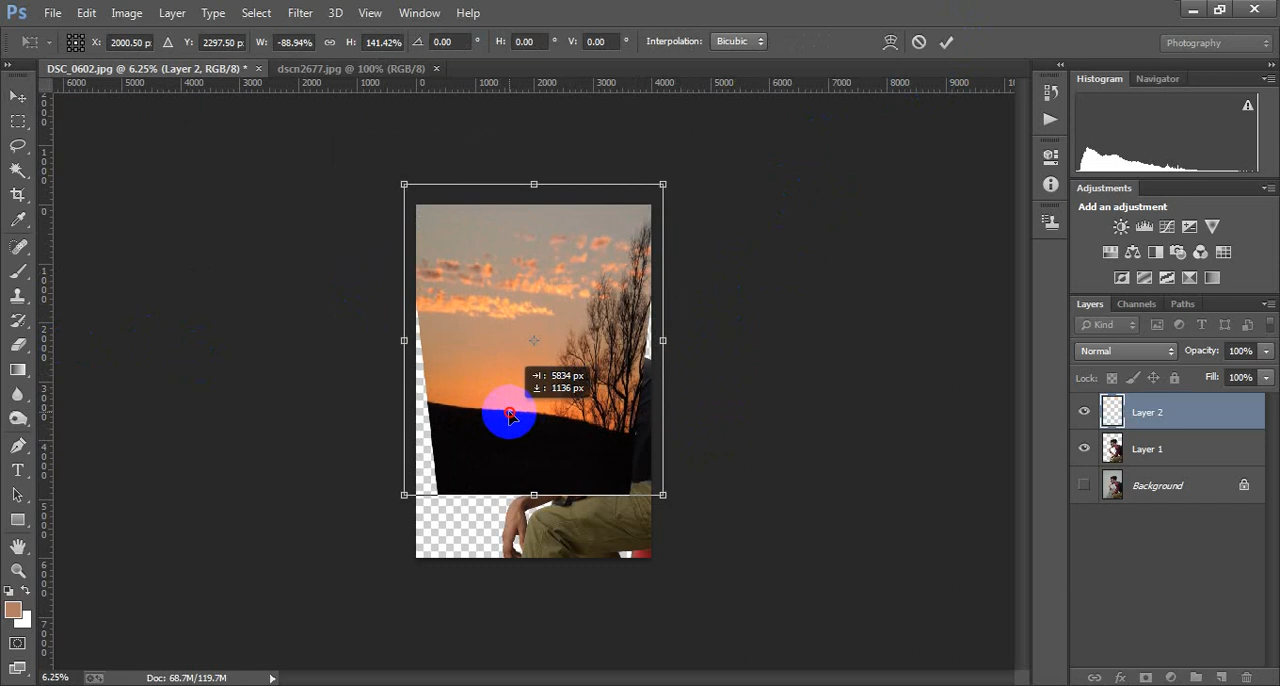 Ps File Edit Image Layer Type Select Filter 3D View Window Help
X: 2000.50 p: Y: 2297.50 p: W: -88.94% H: 141.42% 0.00 ° H: 0.00 ° V: 0.00 ° Interpolation: Bicubic Photography
DSC_0602.jpg @ 6.25% (Layer 2, RGB/8) * × dscn2677.jpg @ 100% (RGB/8) ×
6000 5000 4000 3000 2000 1000 0 1000 2000 3000 4000 5000 6000 7000 8000 9000
Histogram Navigator
Adjustments
Add an adjustment
Layers Channels Paths
Kind
Normal Opacity: 100%
Lock: Fill: 100%
5834 px
1136 px
Layer 2
Layer 1
Background
6.25% Doc: 68.7M/119.7M